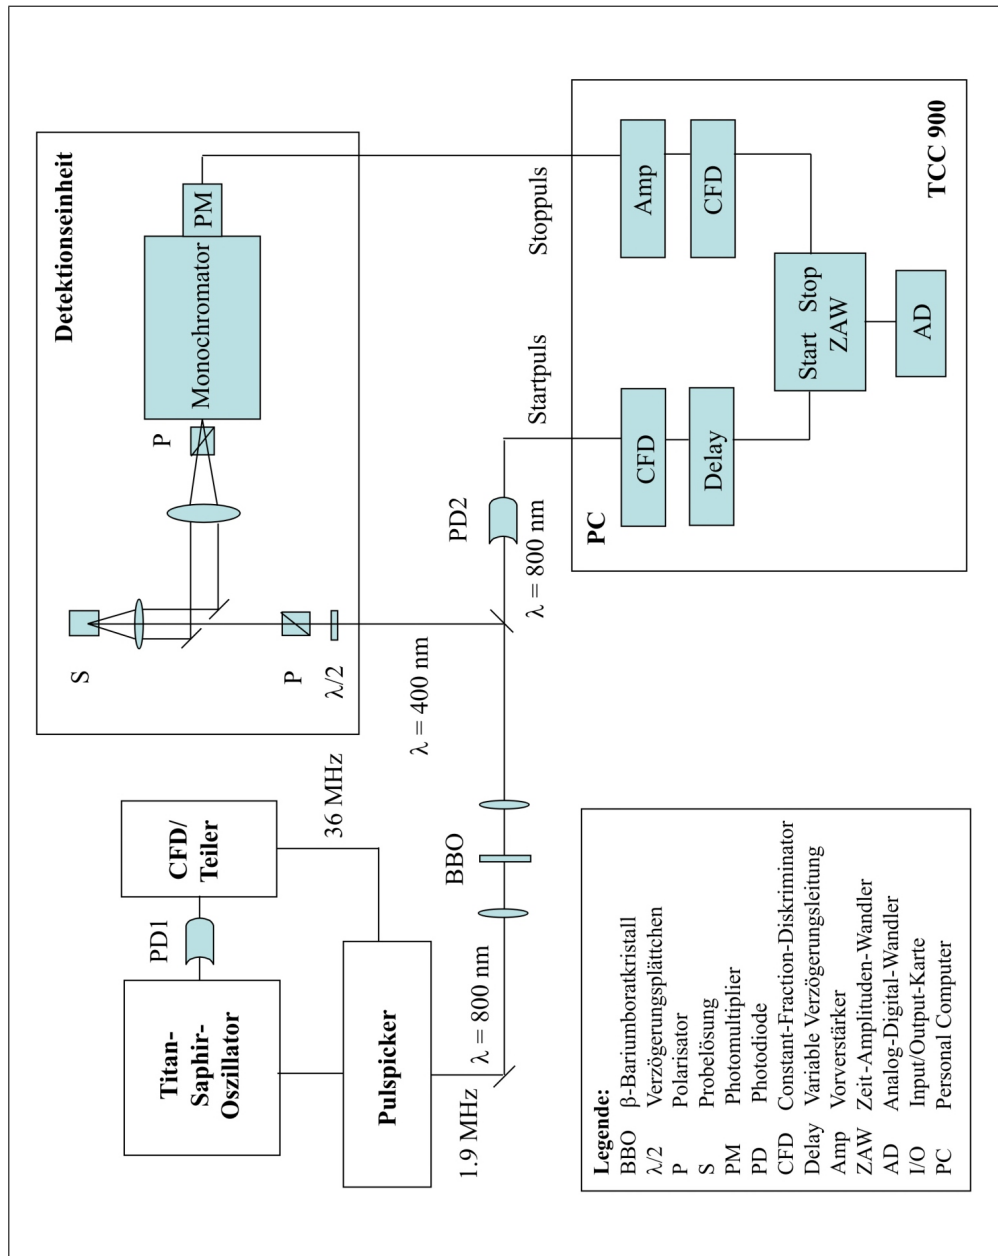 Titan-
Saphir-
Oszillator
PD1
CFD/
Teiler
36 MHz
Pulspicker
1.9 MHz
λ = 800 nm
BBO
λ = 400 nm
Detektionseinheit
S
P
λ/2
P
Monochromator
PM
PD2
λ = 800 nm
Startpuls
Stoppuls
PC
CFD
Delay
Amp
CFD
Start Stop
ZAW
AD
TCC 900
Legende:
BBO β-Bariumboratkristall
λ/2 Verzögerungsplättchen
P Polarisator
S Probelösung
PM Photomultiplier
PD Photodiode
CFD Constant-Fraction-Diskriminator
Delay Variable Verzögerungsleitung
Amp Vorverstärker
ZAW Zeit-Amplituden-Wandler
AD Analog-Digital-Wandler
I/O Input/Output-Karte
PC Personal Computer